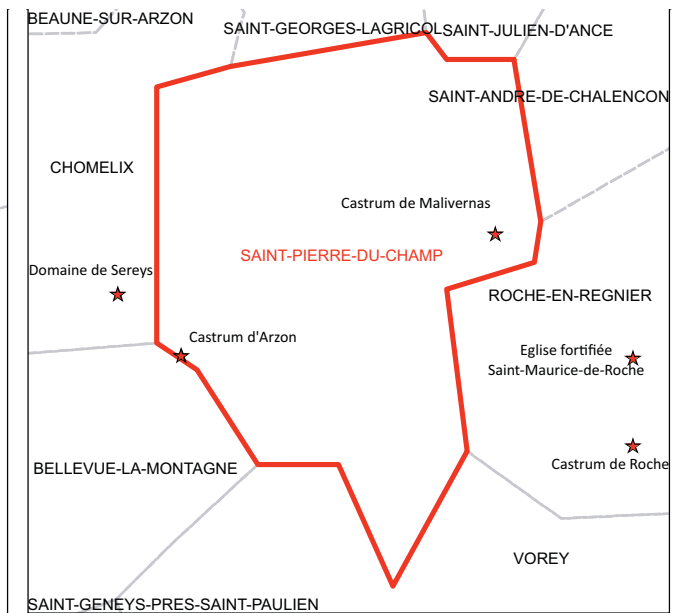 BEAUNE-SUR-ARZON
SAINT-GEORGES-LAGRICOL
SAINT-JULIEN-D'ANCE
SAINT-ANDRE-DE-CHALENCON
CHOMELIX
Castrum de Malivernas
SAINT-PIERRE-DU-CHAMP
Domaine de Sereys
ROCHE-EN-REGNIER
Castrum d'Arzon
Eglise fortifiée
Saint-Maurice-de-Roche
BELLEVUE-LA-MONTAGNE
Castrum de Roche
VOREY
SAINT-GENEYS-PRES-SAINT-PAULIEN